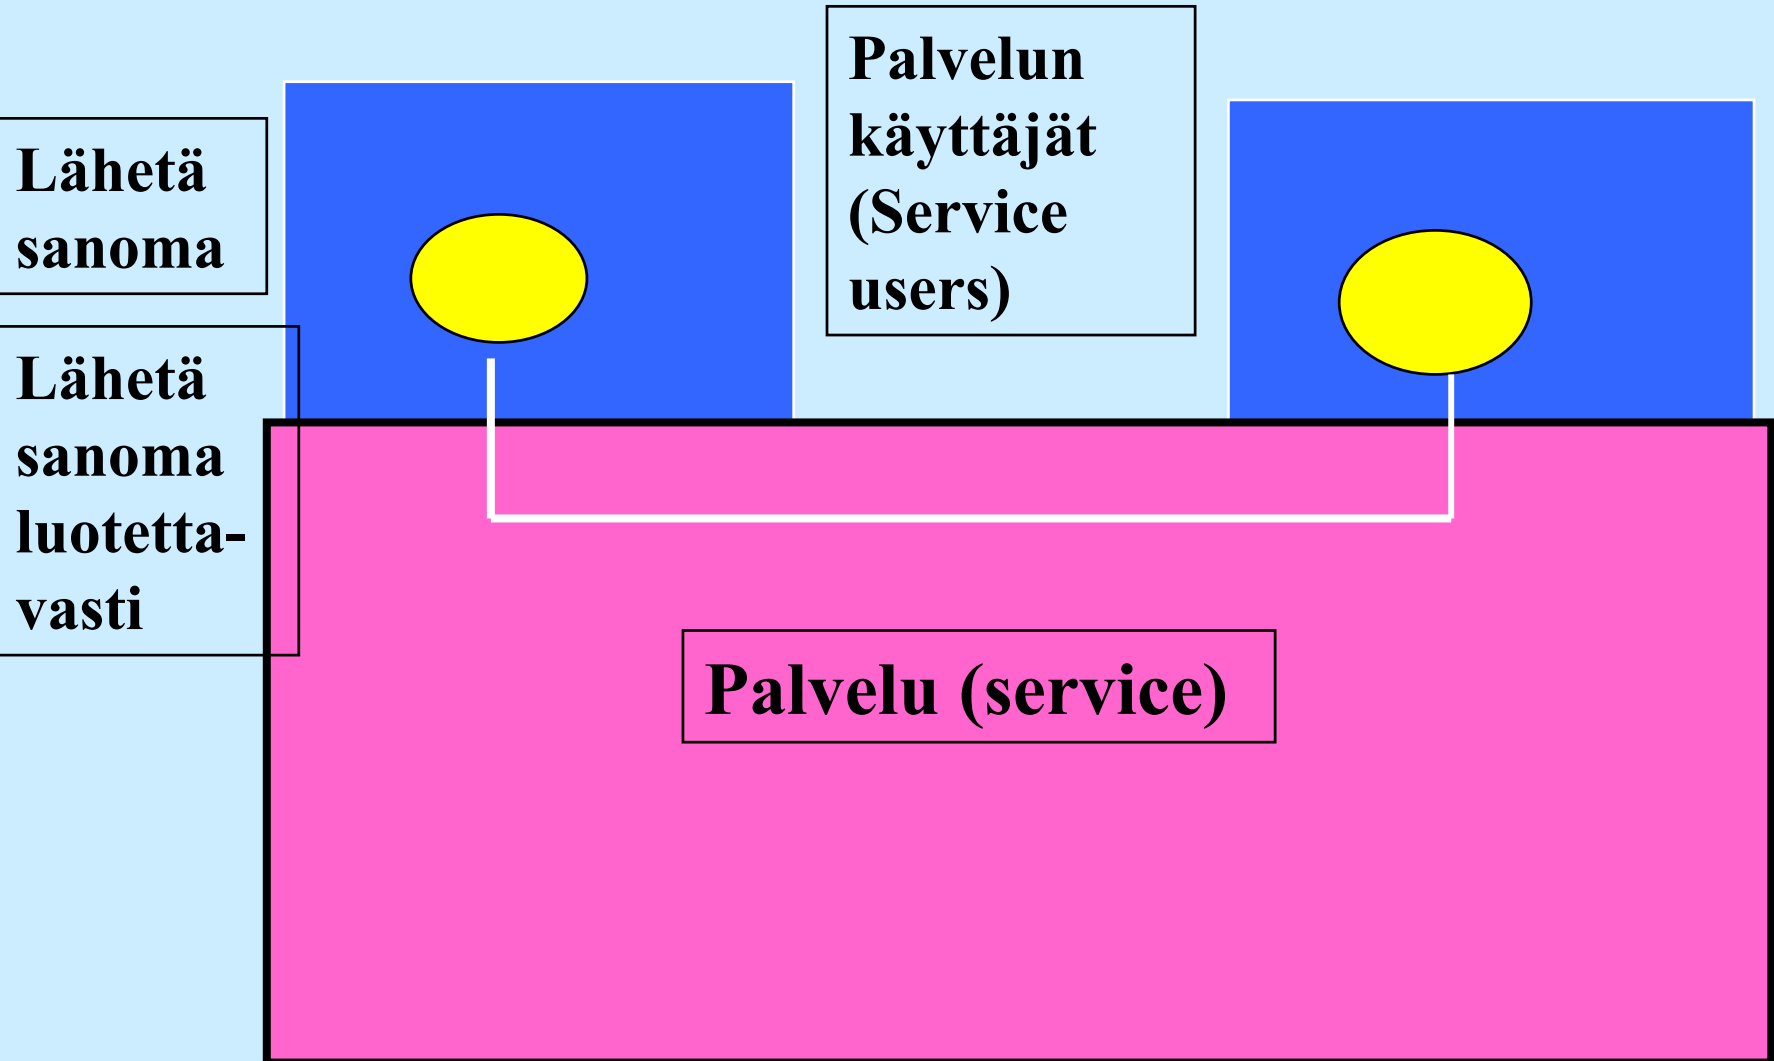 Lähetä
sanoma
Lähetä
sanoma
luotetta-
vasti
Palvelun
käyttäjät
(Service
users)
Palvelu (service)